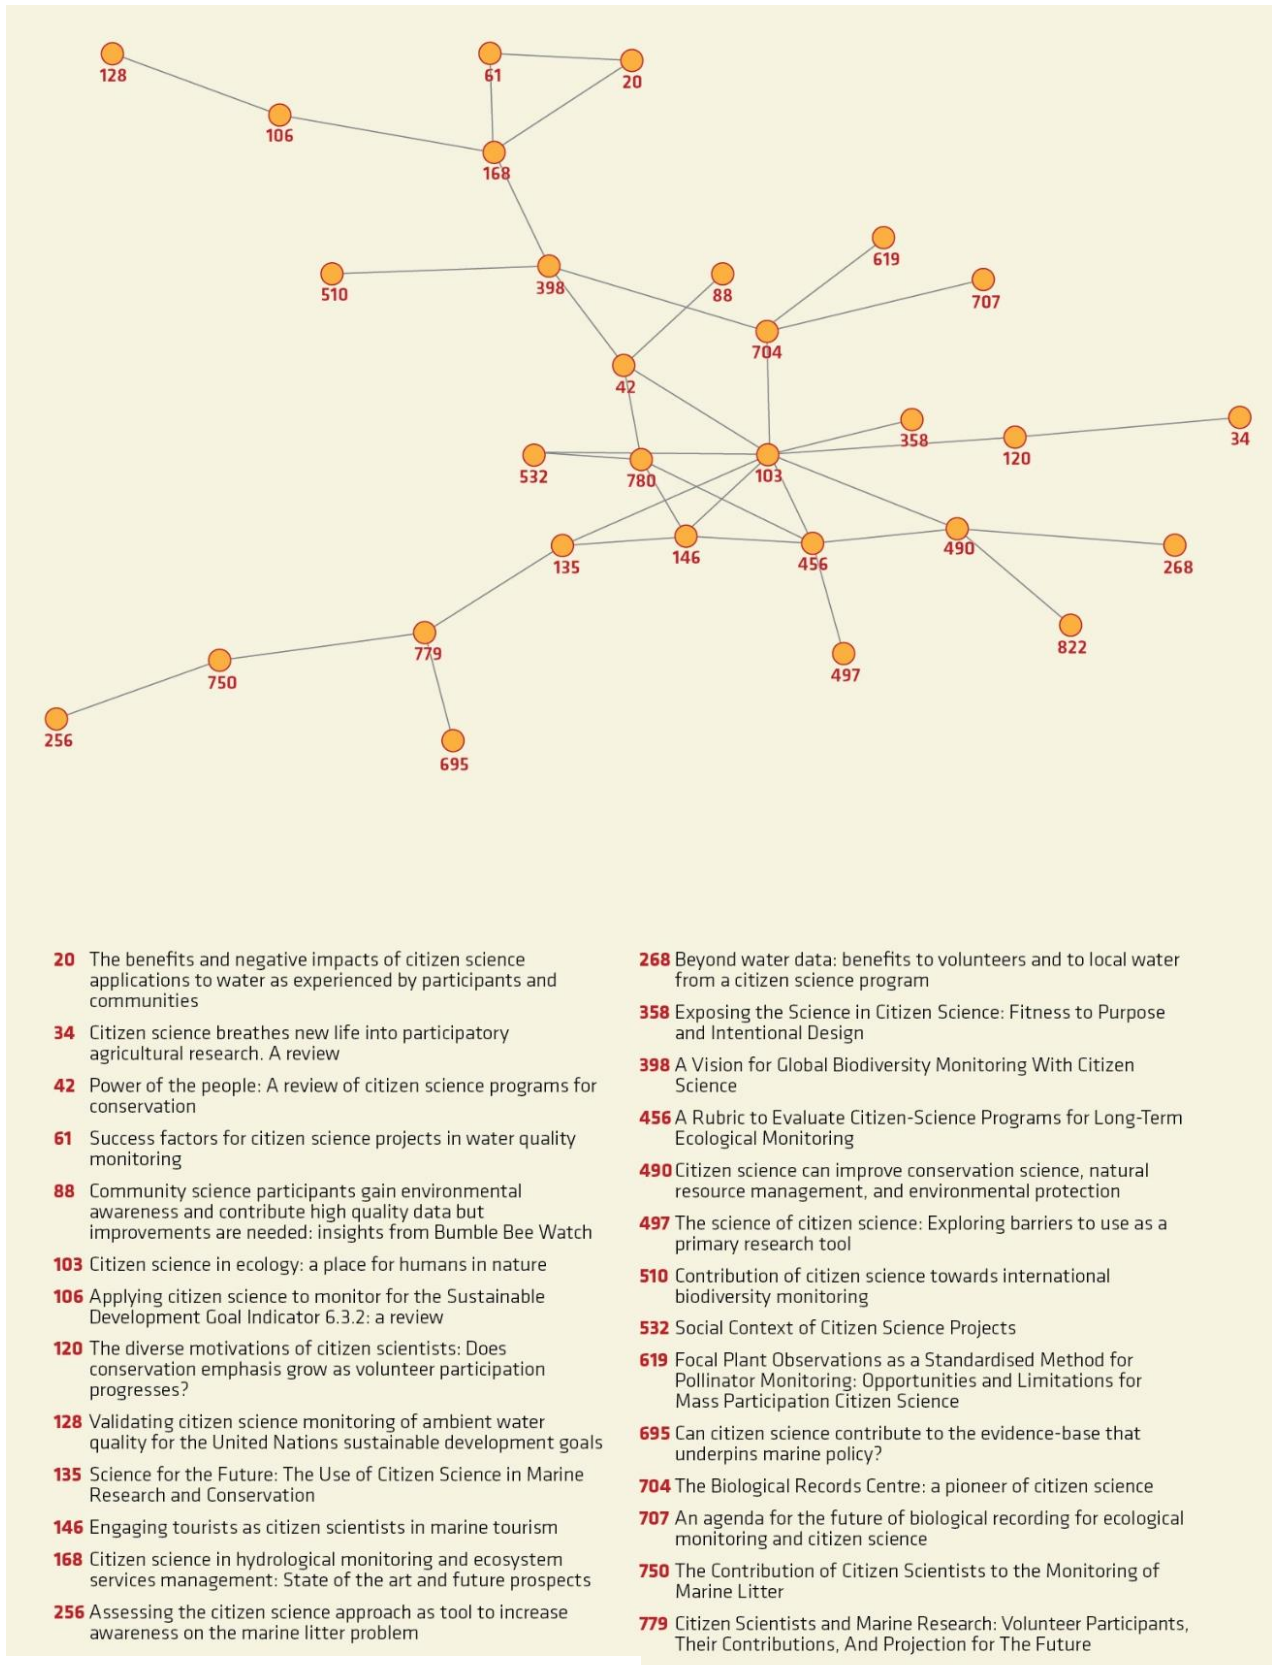 128
61
20
106
168
619
510
398
88
707
704
42
358
34
120
532
780
103
135
146
456
490
268
822
779
497
750
256
695
20 The benefits and negative impacts of citizen science
applications to water as experienced by participants and
communities
34 Citizen science breathes new life into participatory
agricultural research. A review
42 Power of the people: A review of citizen science programs for
conservation
61 Success factors for citizen science projects in water quality
monitoring
88 Community science participants gain environmental
awareness and contribute high quality data but
improvements are needed: insights from Bumble Bee Watch
103 Citizen science in ecology: a place for humans in nature
106 Applying citizen science to monitor for the Sustainable
Development Goal Indicator 6.3.2: a review
120 The diverse motivations of citizen scientists: Does
conservation emphasis grow as volunteer participation
progresses?
128 Validating citizen science monitoring of ambient water
quality for the United Nations sustainable development goals
135 Science for the Future: The Use of Citizen Science in Marine
Research and Conservation
146 Engaging tourists as citizen scientists in marine tourism
168 Citizen science in hydrological monitoring and ecosystem
services management: State of the art and future prospects
256 Assessing the citizen science approach as tool to increase
awareness on the marine litter problem
268 Beyond water data: benefits to volunteers and to local water
from a citizen science program
358 Exposing the Science in Citizen Science: Fitness to Purpose
and Intentional Design
398 A Vision for Global Biodiversity Monitoring With Citizen
Science
456 A Rubric to Evaluate Citizen-Science Programs for Long-Term
Ecological Monitoring
490 Citizen science can improve conservation science, natural
resource management, and environmental protection
497 The science of citizen science: Exploring barriers to use as a
primary research tool
510 Contribution of citizen science towards international
biodiversity monitoring
532 Social Context of Citizen Science Projects
619 Focal Plant Observations as a Standardised Method for
Pollinator Monitoring: Opportunities and Limitations for
Mass Participation Citizen Science
695 Can citizen science contribute to the evidence-base that
underpins marine policy?
704 The Biological Records Centre: a pioneer of citizen science
707 An agenda for the future of biological recording for ecological
monitoring and citizen science
750 The Contribution of Citizen Scientists to the Monitoring of
Marine Litter
779 Citizen Scientists and Marine Research: Volunteer Participants,
Their Contributions, And Projection for The Future